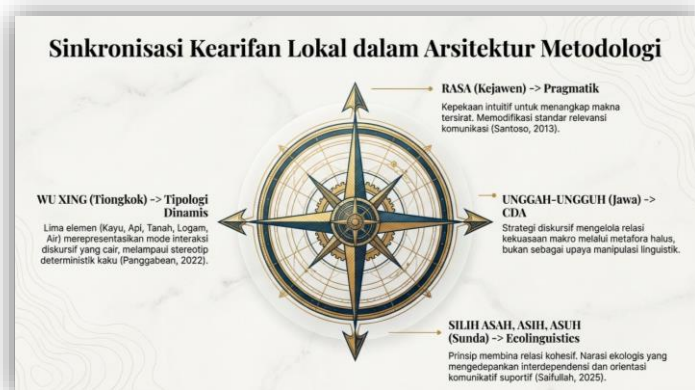 Sinkronisasi Kearifan Lokal dalam Arsitektur Metodologi
RASA (Kejawen) -> Pragmatik
Kepekaan intuitif untuk menangkap makna
tersirat. Memodifikasi standar relevansi
komunikasi (Santoso, 2013).
WU XING (Tiongkok) -> Tipologi
Dinamis
Lima elemen (Kayu, Api, Tanah, Logam,
Air) merepresentasikan mode interaksi
diskursif yang cair, melampaui stereotip
deterministik kaku (Panggabean, 2022).
UNGGAH-UNGGUH (Jawa) ->
CDA
Strategi diskursif mengelola relasi
kekuasaan makro melalui metafora halus,
bukan sebagai upaya manipulasi linguistik.
SILIH ASAH, ASIH, ASUH
(Sunda) -> Ecolinguistics
Prinsip membina relasi kohesif. Narasi ekologis yang
mengedepankan interdependensi dan orientasi
komunikatif suportif (Saifullah, 2025).